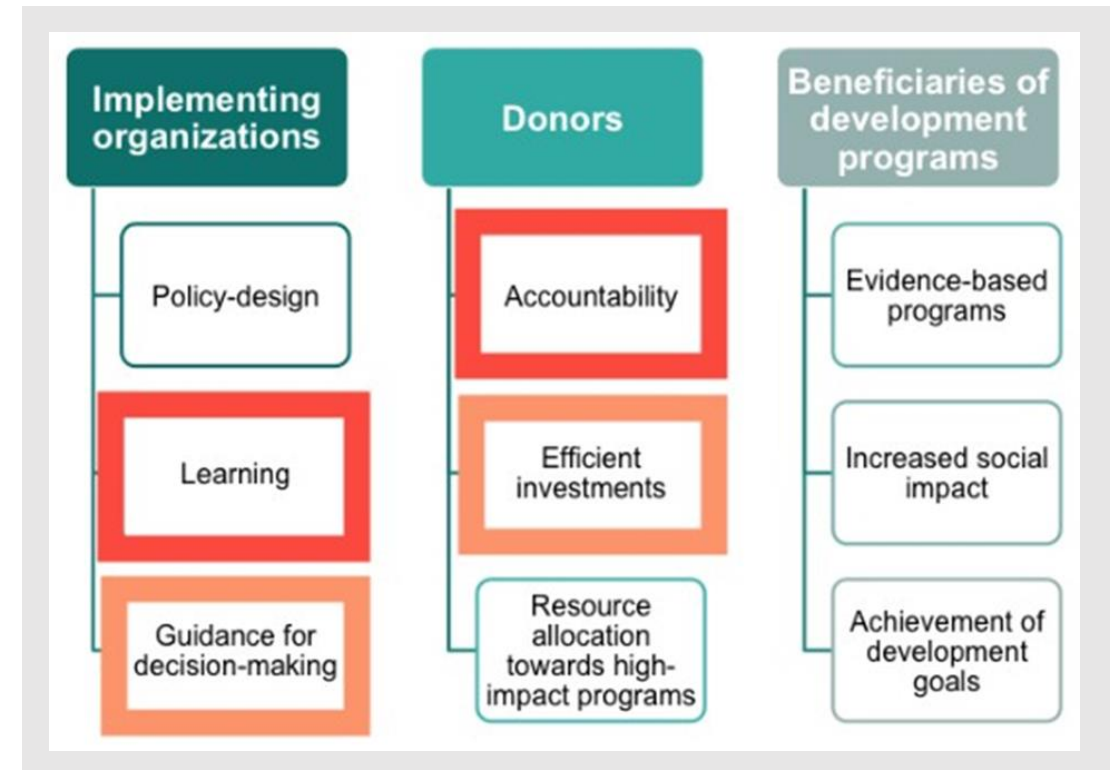 Implementing
organizations
Policy-design
Learning
Guidance for
decision-making
Donors
Accountability
Efficient
investments
Resource
allocation
towards high-
impact programs
Beneficiaries of
development
programs
Evidence-based
programs
Increased social
impact
Achievement of
development
goals